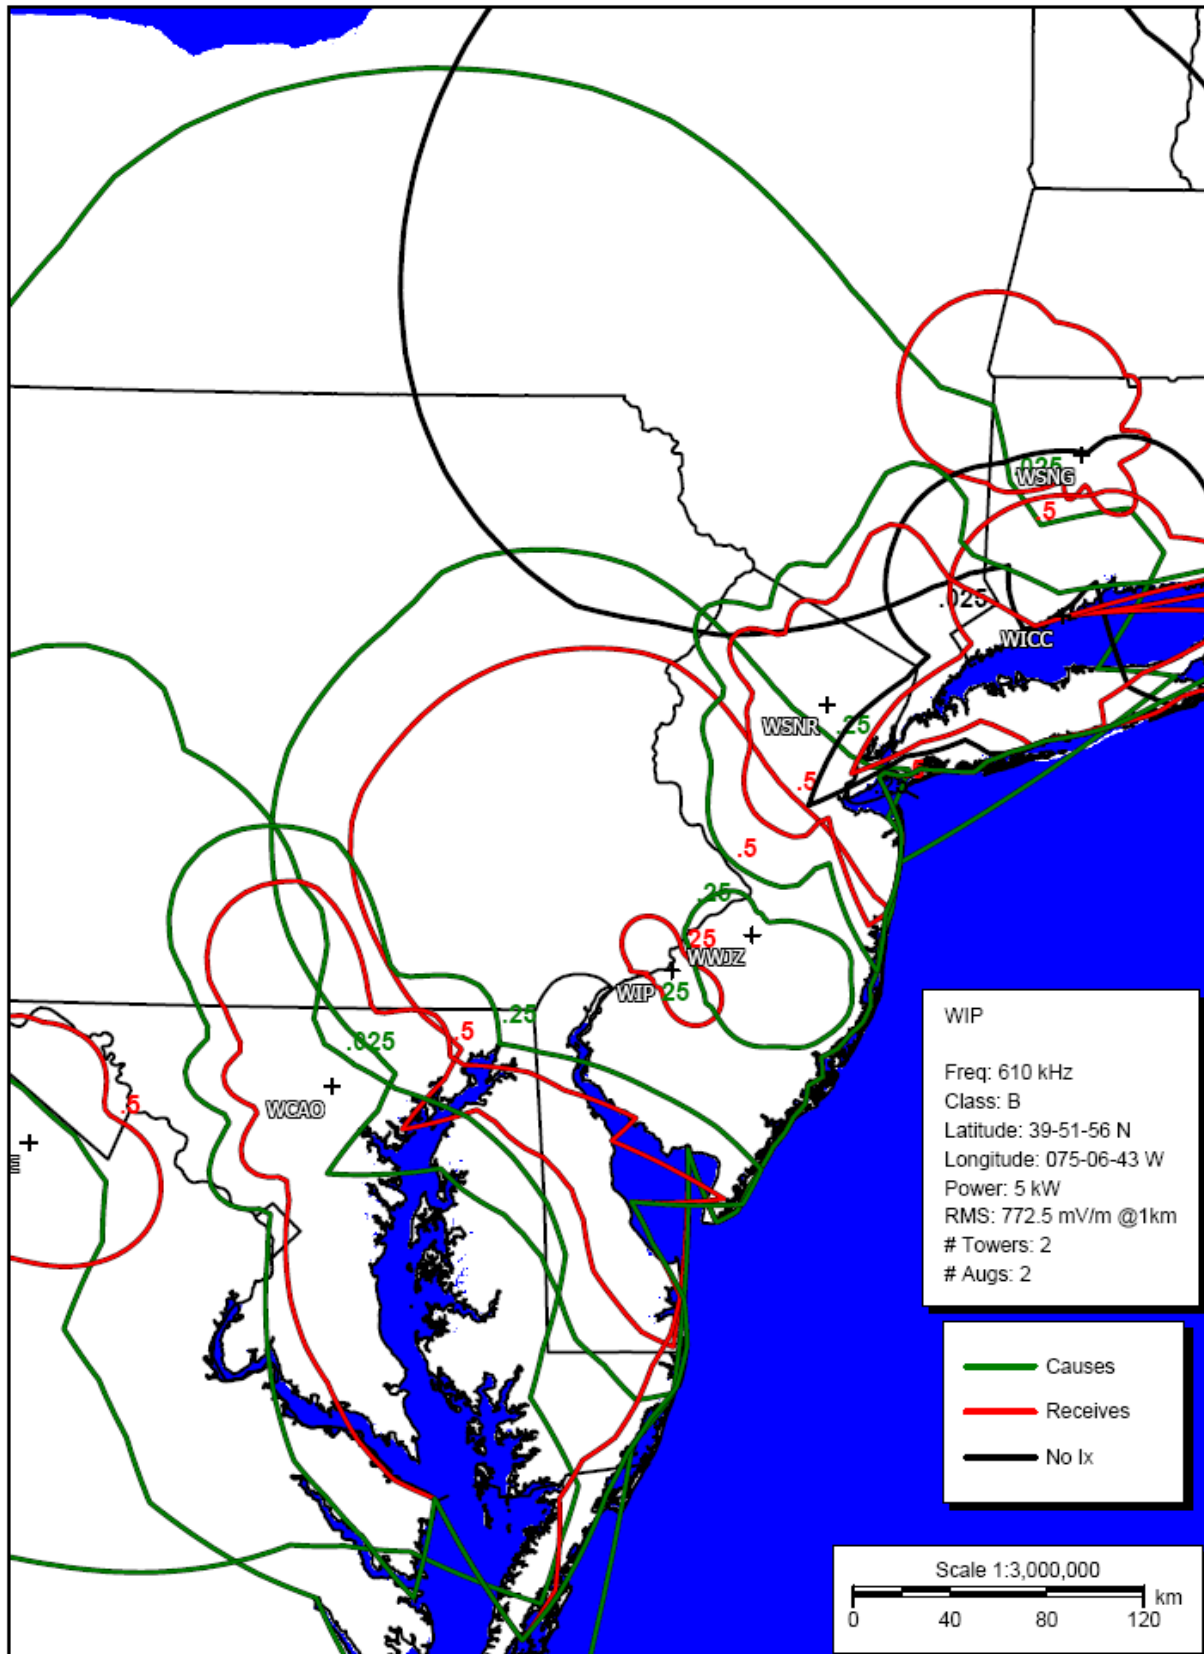 .025
WSNG
.5
.025
WICC
WSNR
.25
.5
.5
.5
.25
.25
WWJZ
WIP
.25
.25
.5
.025
WCAO
.5
WIP
Freq: 610 kHz
Class: B
Latitude: 39-51-56 N
Longitude: 075-06-43 W
Power: 5 kW
RMS: 772.5 mV/m @1km
# Towers: 2
# Augs: 2
Causes
Receives
No Ix
Scale 1:3,000,000
km
0 40 80 120